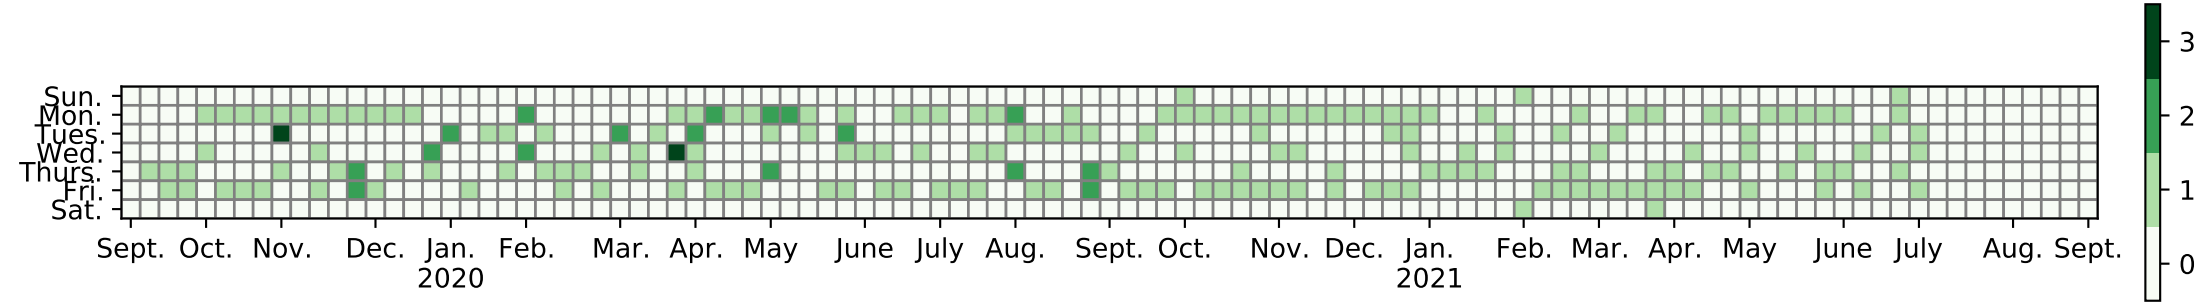 3
2
1
0
Sun.
Mon.
Tues.
Wed.
Thurs.
Fri.
Sat.
Sept. Oct. Nov. Dec. Jan. Feb. Mar. Apr. May June July Aug. Sept. Oct. Nov. Dec. Jan. Feb. Mar. Apr. May June July Aug. Sept.
2020 2021